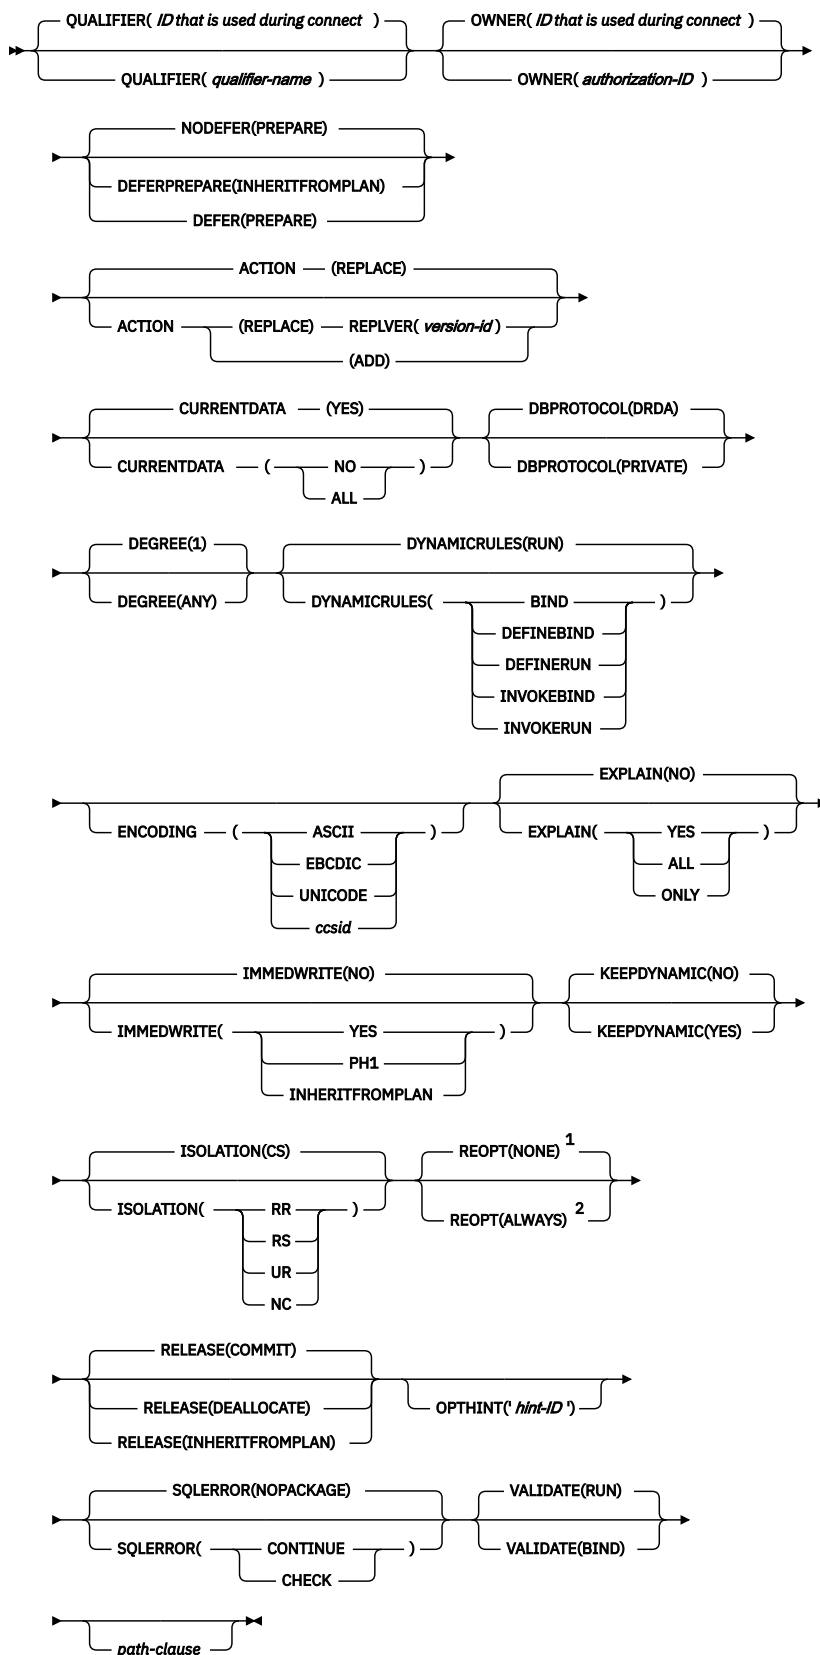 QUALIFIER( ID that is used during connect ) OWNER( ID that is used during connect )
QUALIFIER( qualifier-name ) OWNER( authorization-ID )
NODEFER(PREPARE)
DEFERPREPARE(INHERITFROMPLAN)
DEFER(PREPARE)
ACTION (REPLACE)
ACTION (REPLACE) REPLVER( version-id )
(ADD)
CURRENTDATA (YES) DBPROTOCOL(DRDA)
CURRENTDATA ( NO ) DBPROTOCOL(PRIVATE)
ALL
DEGREE(1) DYNAMICRULES(RUN)
DEGREE(ANY) DYNAMICRULES( BIND )
DEFINEBIND
DEFINERUN
INVOKEBIND
INVOKERUN
EXPLAIN(NO)
ENCODING ( ASCII ) EXPLAIN( YES )
EBCDIC ALL
UNICODE ONLY
ccsid
IMMEDWRITE(NO) KEEPDYNAMIC(NO)
IMMEDWRITE( YES ) KEEPDYNAMIC(YES)
PH1
INHERITFROMPLAN
ISOLATION(CS) REOPT(NONE) 1
ISOLATION( RR ) REOPT(ALWAYS) 2
RS
UR
NC
RELEASE(COMMIT)
RELEASE(DEALLOCATE) OPTHINT(' hint-ID ')
RELEASE(INHERITFROMPLAN)
SQLERROR(NOPACKAGE) VALIDATE(RUN)
SQLERROR( CONTINUE ) VALIDATE(BIND)
CHECK
path-clause